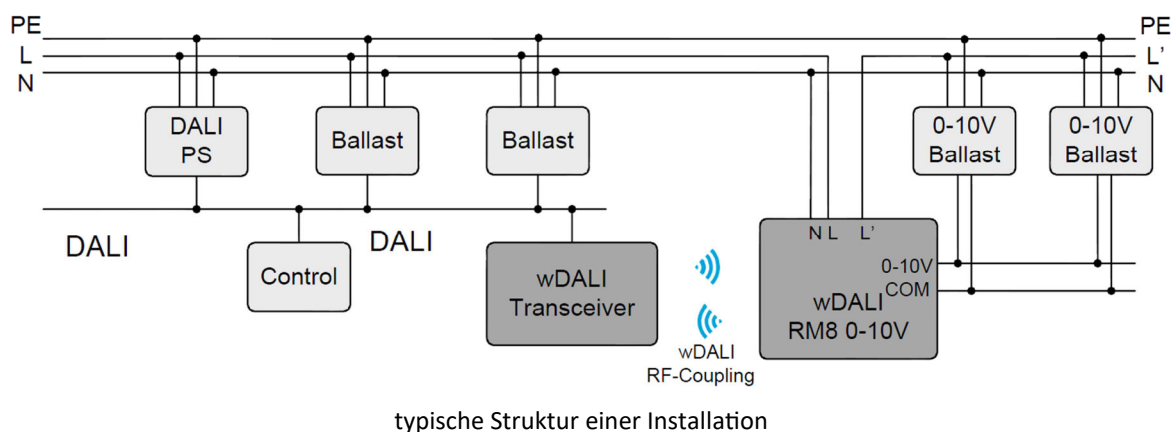 PE
L
N
PE
L'
N
DALI
PS
Ballast
Ballast
0-10V
Ballast
0-10V
Ballast
DALI
DALI
Control
wDALI
Transceiver
wDALI
RF-Coupling
N L L'
0-10V
COM
wDALI
RM8 0-10V
typische Struktur einer Installation